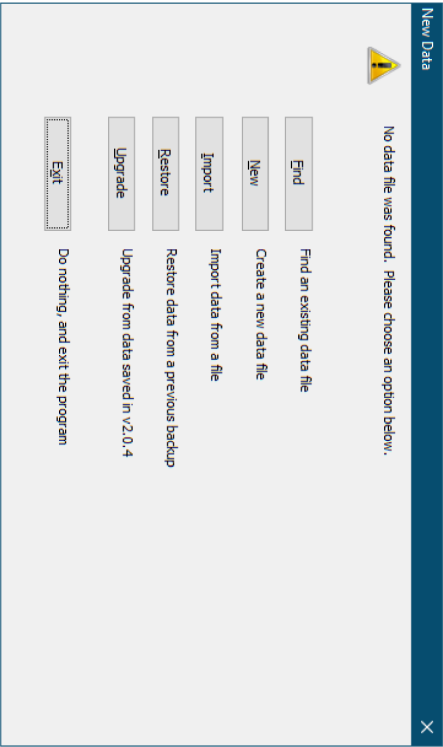 New Data
No data file was found. Please choose an option below.
Find Find an existing data file
New Create a new data file
Import Import data from a file
Restore Restore data from a previous backup
Upgrade Upgrade from data saved in v2.0.4
Exit Do nothing, and exit the program